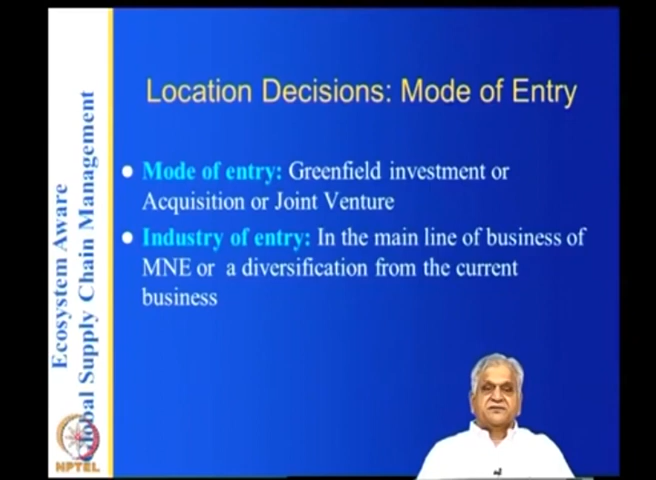 Location Decisions: Mode of Entry
Mode of entry: Greenfield investment or
Acquisition or Joint Venture
Industry of entry: In the main line of business of
MNE or a diversification from the current
business
Ecosystem Aware
Global Supply Chain Management
NPTEL